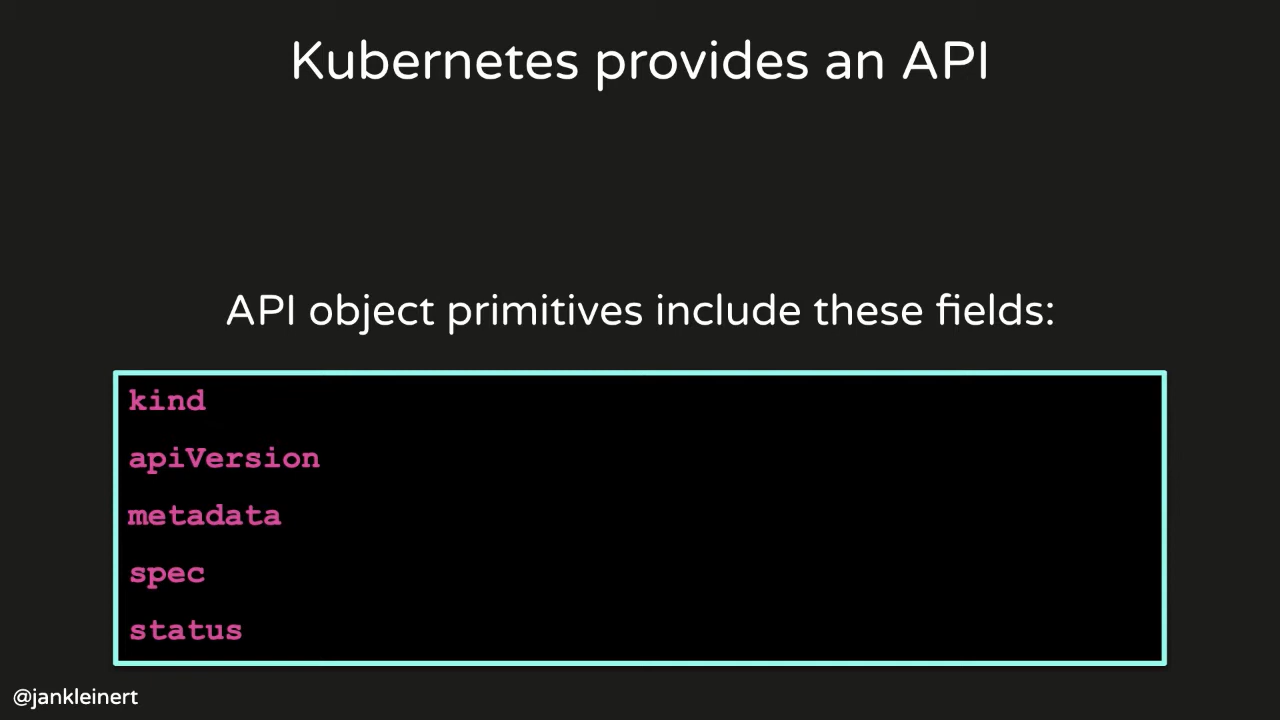 Kubernetes provides an API
API object primitives include these fields:
kind
apiVersion
metadata
spec
status
@jankleinert